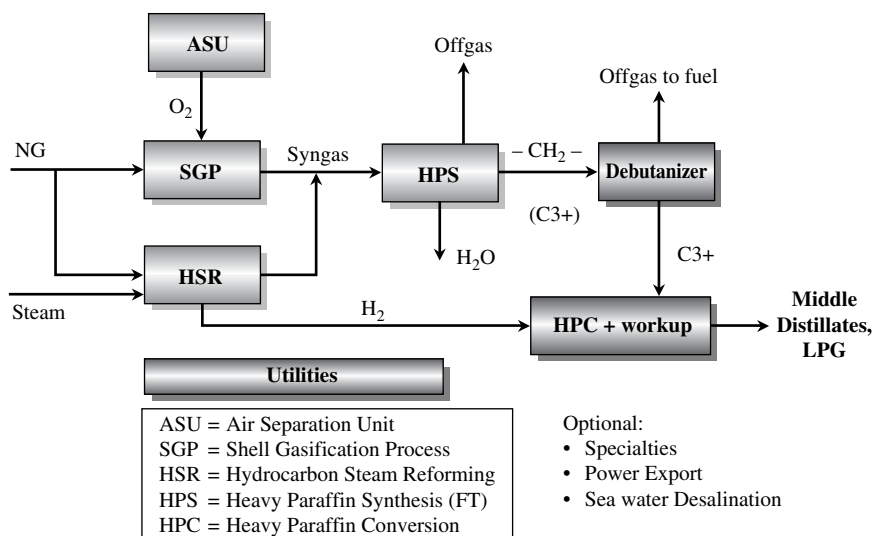 ASU
Offgas
Offgas to fuel
O₂
NG
Syngas
– CH₂ –
SGP
HPS
Debutanizer
(C3+)
H₂O
HSR
C3+
Steam
H₂
HPC + workup
Middle
Distillates,
LPG
Utilities
ASU = Air Separation Unit
SGP = Shell Gasification Process
HSR = Hydrocarbon Steam Reforming
HPS = Heavy Paraffin Synthesis (FT)
HPC = Heavy Paraffin Conversion
Optional:
• Specialties
• Power Export
• Sea water Desalination